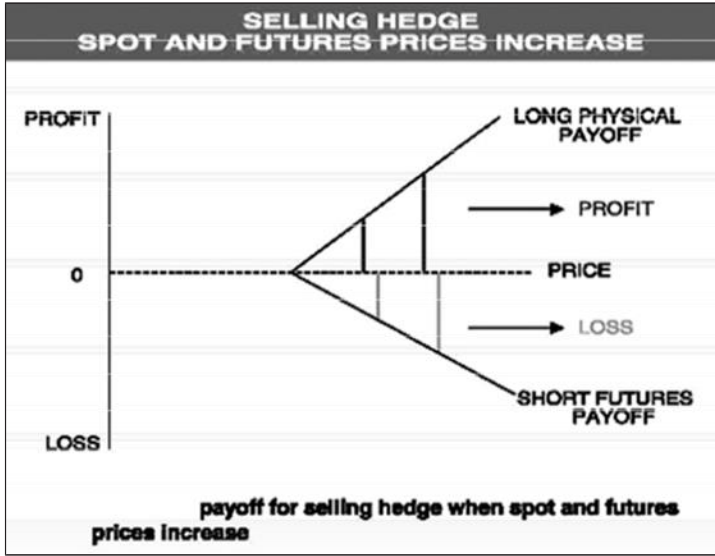 SELLING HEDGE
SPOT AND FUTURES PRICES INCREASE
PROFIT
LONG PHYSICAL
PAYOFF
PROFIT
0
PRICE
LOSS
SHORT FUTURES
PAYOFF
LOSS
payoff for selling hedge when spot and futures
prices increase